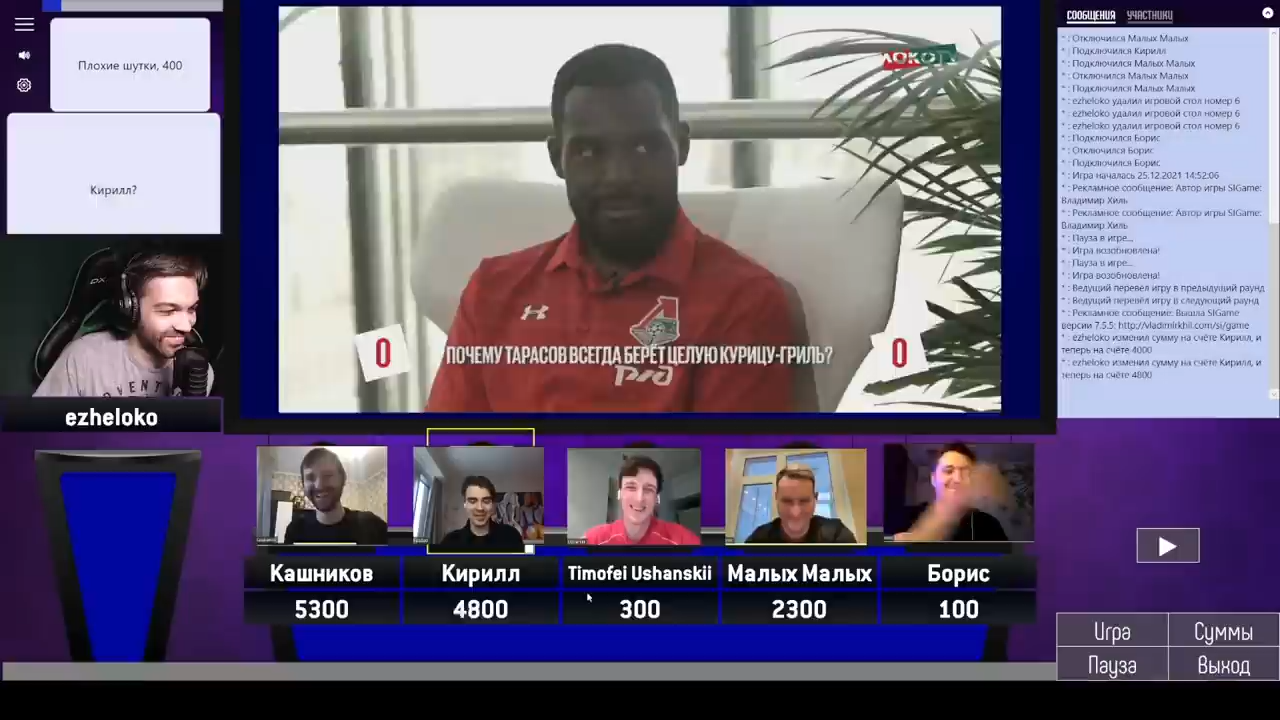 Плохие шутки, 400
Кирилл?
ezheloko
ЛОКОТV
0
ПОЧЕМУ ТАРАСОВ ВСЕГДА БЕРЁТ ЦЕЛУЮ КУРИЦУ-ГРИЛЬ?
0
РЖД
СООБЩЕНИЯ УЧАСТНИКИ
* : Отключился Малых Малых
* : Подключился Кирилл
* : Подключился Малых Малых
* : Отключился Малых Малых
* : Подключился Малых Малых
* : ezheloko удалил игровой стол номер 6
* : ezheloko удалил игровой стол номер 6
* : ezheloko удалил игровой стол номер 6
* : Подключился Борис
* : Отключился Борис
* : Подключился Борис
* : Игра началась 25.12.2021 14:52:06
* : Рекламное сообщение: Автор игры SIGame:
Владимир Хиль
* : Рекламное сообщение: Автор игры SIGame:
Владимир Хиль
* : Пауза в игре...
* : Игра возобновлена!
* : Пауза в игре...
* : Игра возобновлена!
* : Ведущий перевёл игру в предыдущий раунд
* : Ведущий перевёл игру в следующий раунд
* : Рекламное сообщение: Вышла SIGame
версии 7.5.5: http://vladimirkhil.com/si/game
* : ezheloko изменил сумму на счёте Кирилл, и
теперь на счёте 4000
* : ezheloko изменил сумму на счёте Кирилл, и
теперь на счёте 4800
Кашников Кирилл Timofei Ushanskii Малых Малых Борис
5300 4800 300 2300 100
Игра Суммы
Пауза Выход